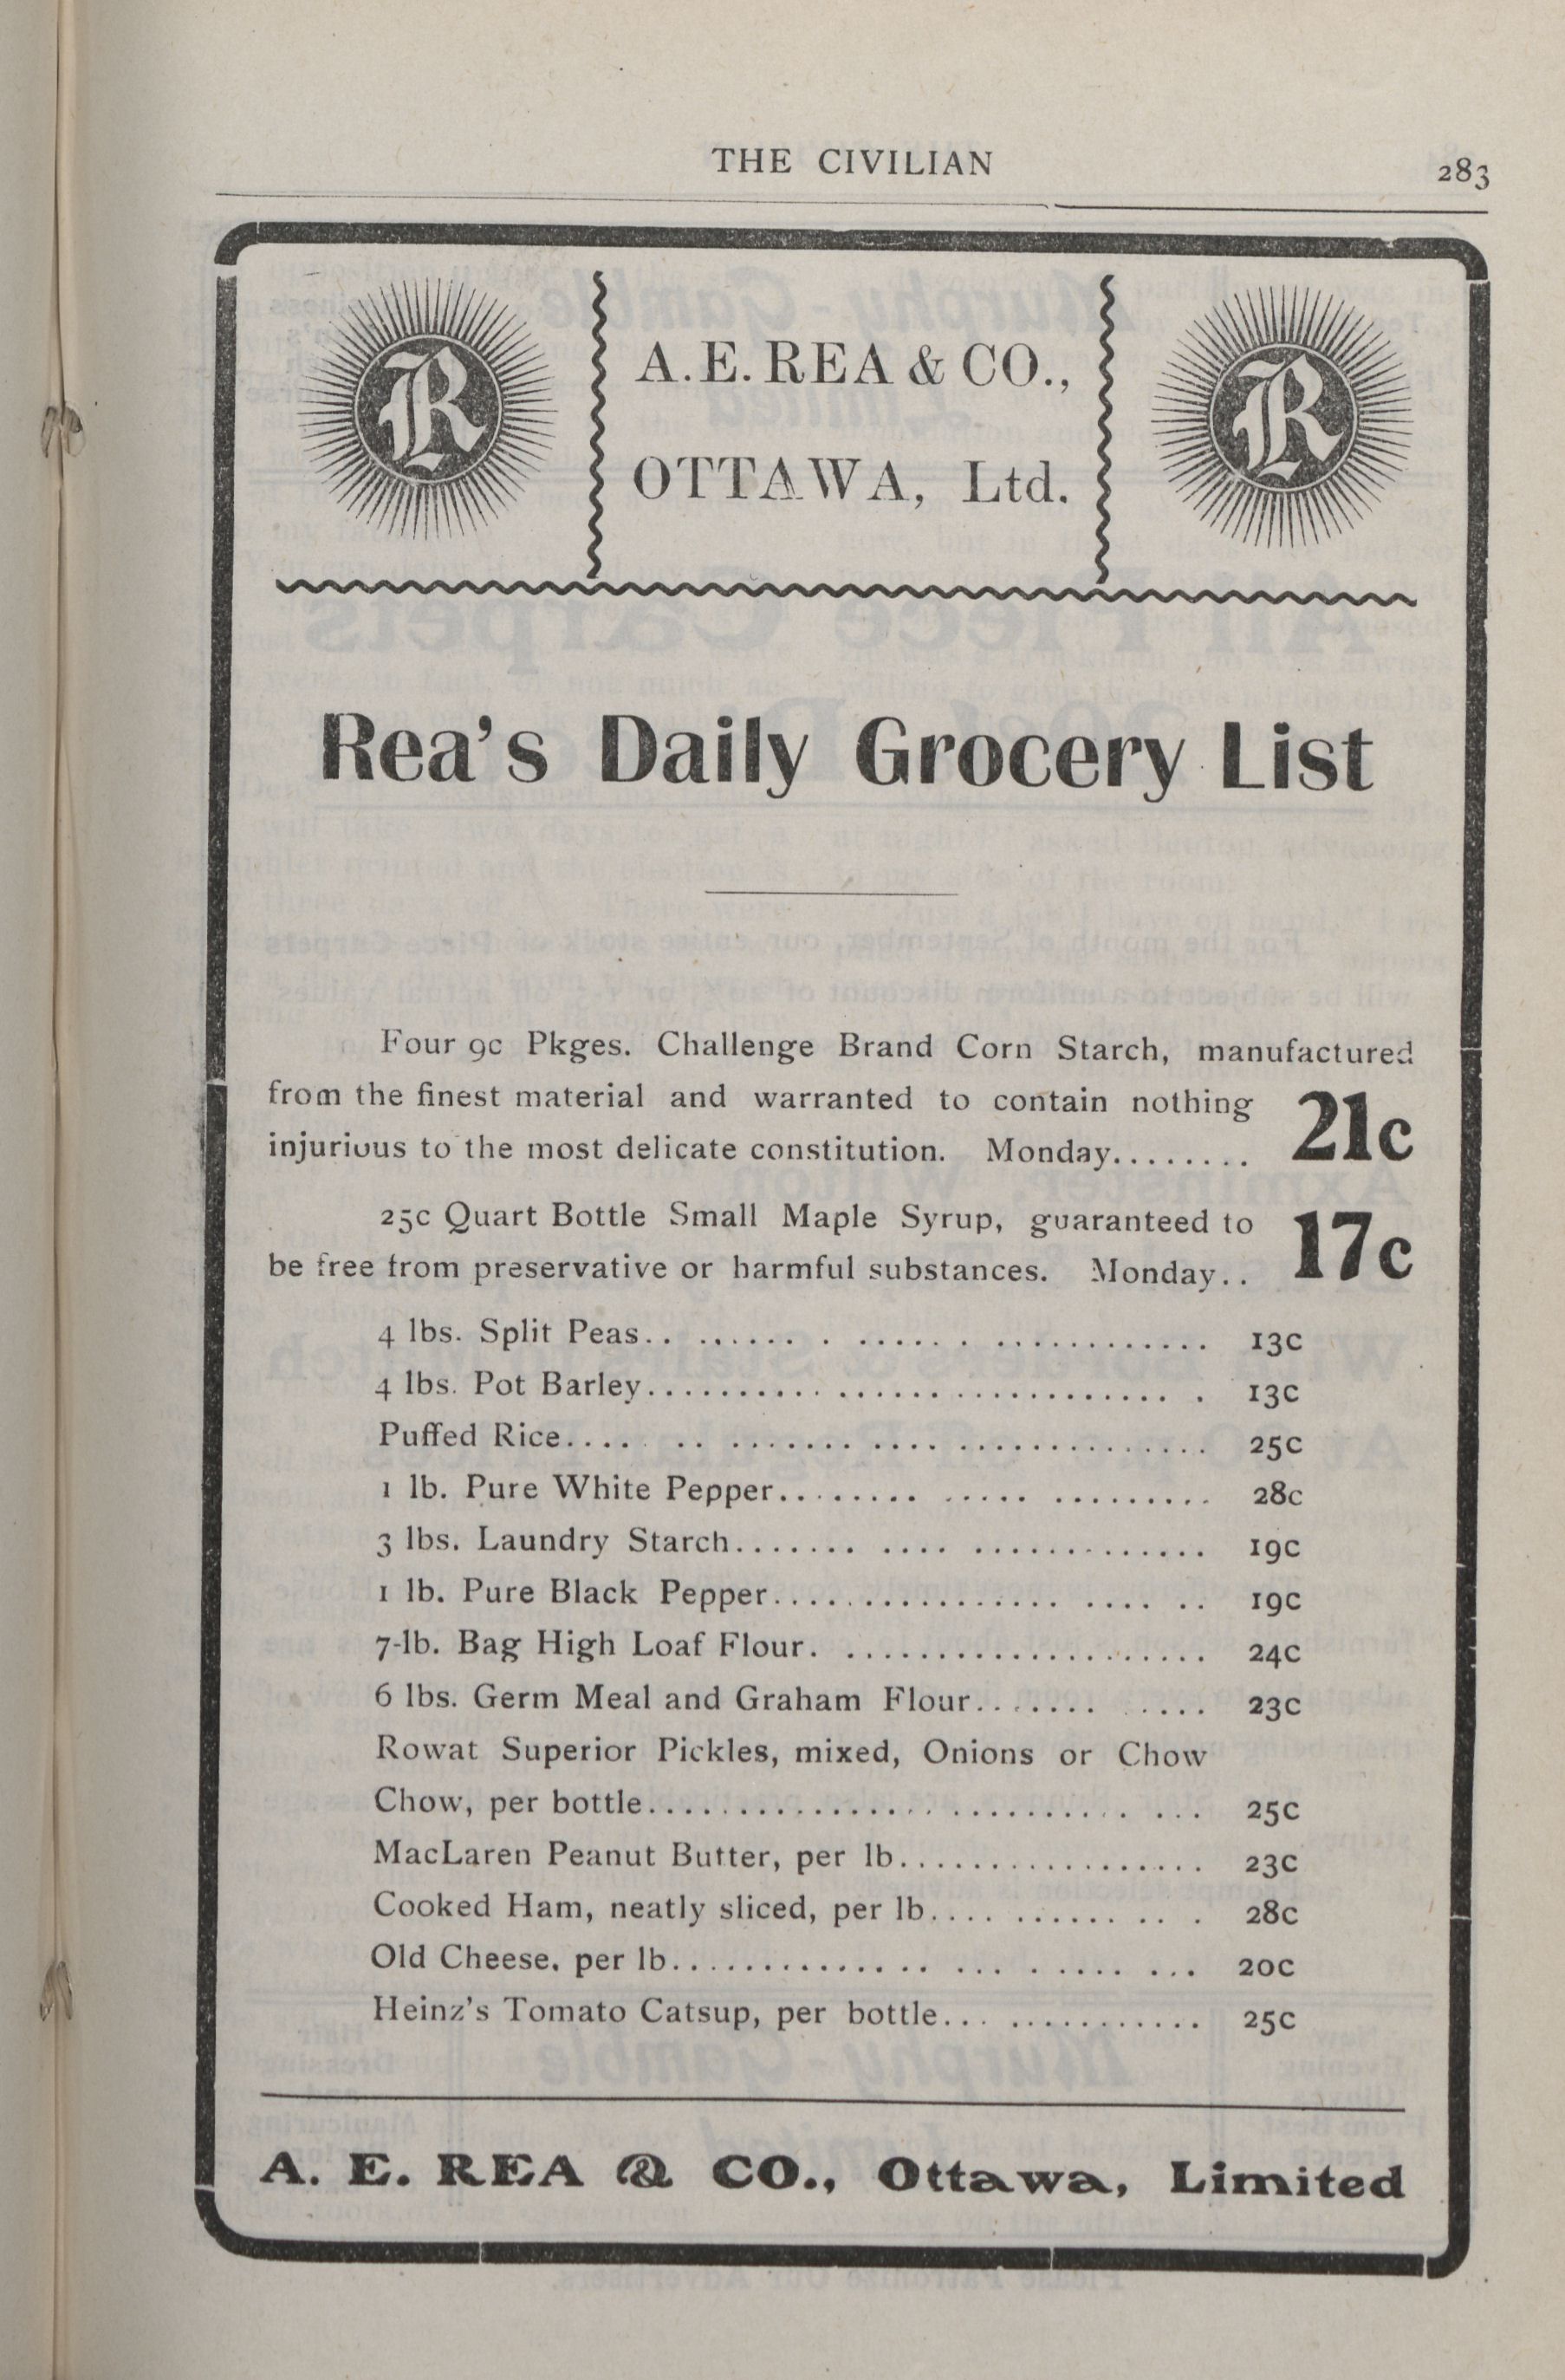 THE CIVILIAN
283
R
A. E. REA & CO.,
OTTAWA, Ltd.
R
Rea's Daily Grocery List
Four 9c Pkges. Challenge Brand Corn Starch, manufactured
from the finest material and warranted to contain nothing
injurious to the most delicate constitution. Monday........ 21c
25c Quart Bottle Small Maple Syrup, guaranteed to
be free from preservative or harmful substances. Monday.. 17c
4 lbs. Split Peas.. ...... . ...... . ............ 13c
4 lbs. Pot Barley............................... . 13c
Puffed Rice.... .. ....... .... .............. 25c
1 lb. Pure White Pepper......... ..... ......... 28c
3 lbs. Laundry Starch....... .... ............. 19c
1 lb. Pure Black Pepper................. .... .. 19c
7-lb. Bag High Loaf Flour. .................... 24c
6 lbs. Germ Meal and Graham Flour....... ..... 23c
Rowat Superior Pickles, mixed, Onions or Chow
Chow, per bottle........................... ... 25c
MacLaren Peanut Butter, per lb................. 23c
Cooked Ham, neatly sliced, per lb.... ....... .. . 28c
Old Cheese, per lb.............. ... . ..... ... 20c
Heinz's Tomato Catsup, per bottle... ........... 25c
A. E. REA & CO., Ottawa, Limited